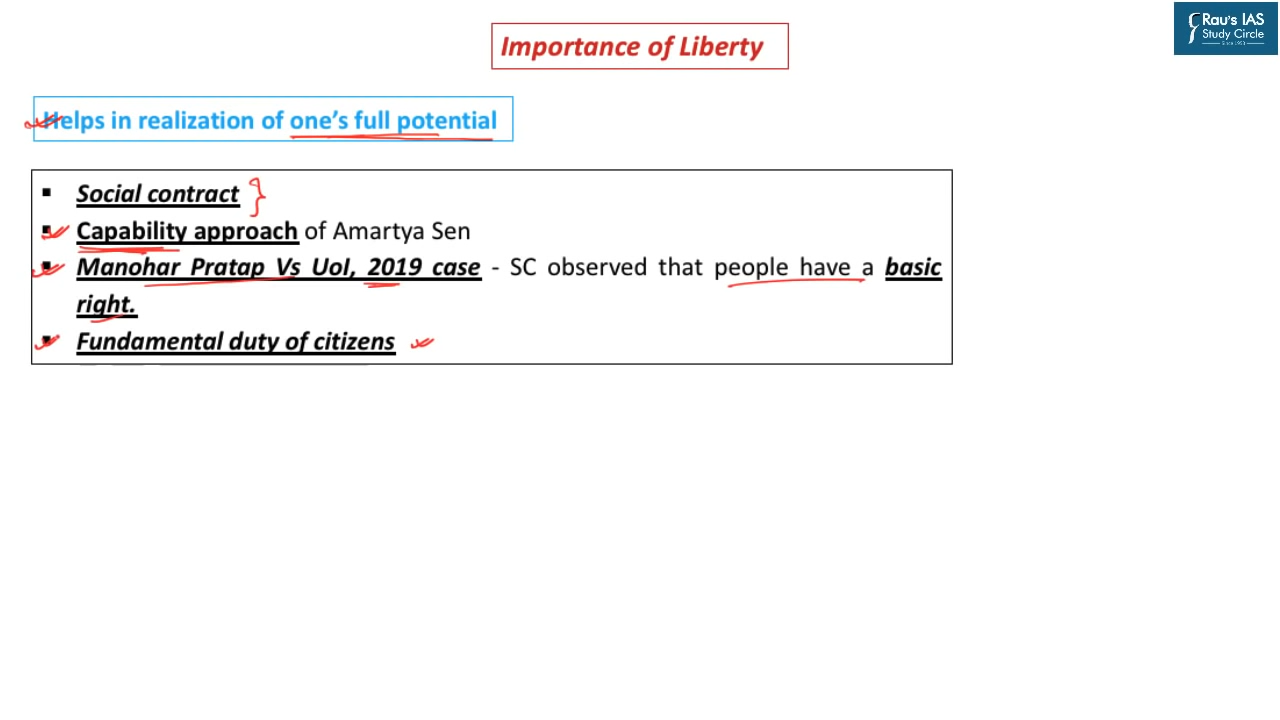 Importance of Liberty
Rau's IAS
Study Circle
Since 1953
Helps in realization of one's full potential
▪ Social contract
▪ Capability approach of Amartya Sen
▪ Manohar Pratap Vs UoI, 2019 case - SC observed that people have a basic
right.
▪ Fundamental duty of citizens